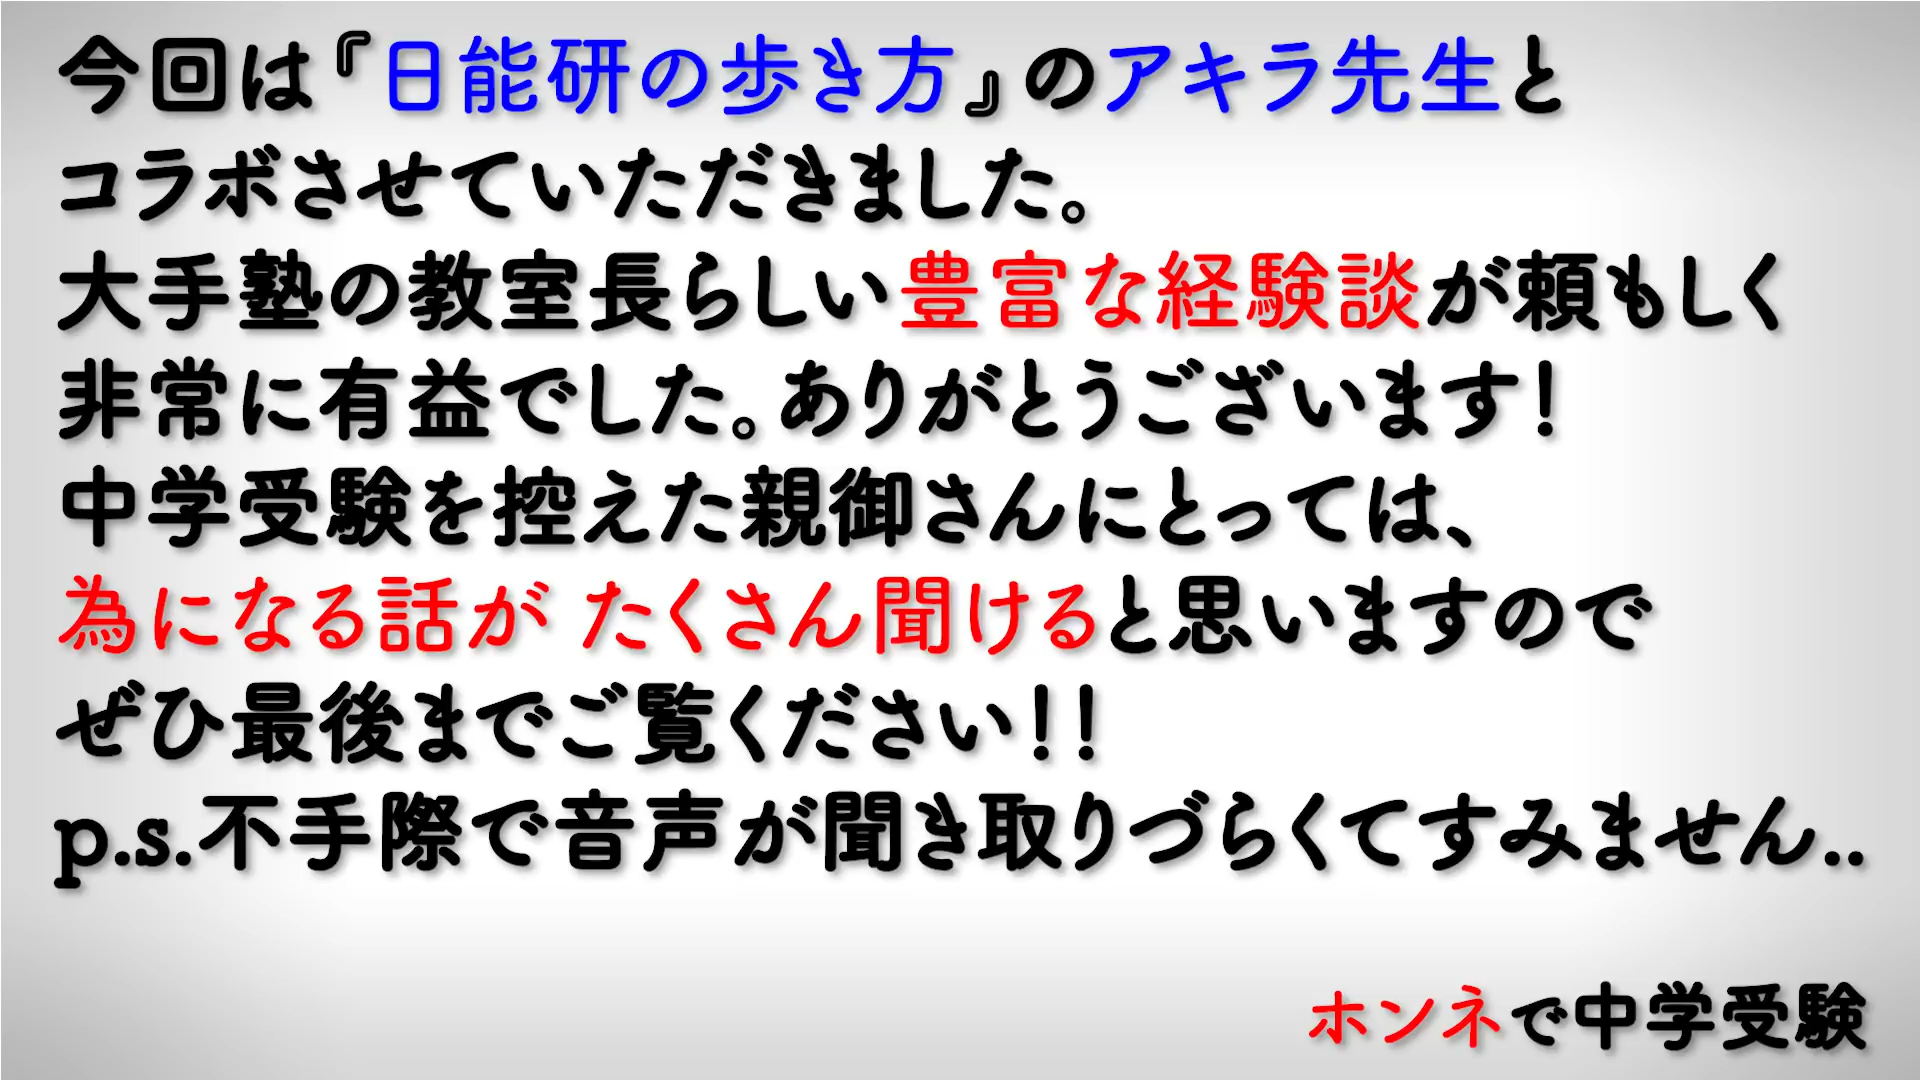 今回は『日能研の歩き方』のアキラ先生と
コラボさせていただきました。
大手塾の教室長らしい豊富な経験談が頼もしく
非常に有益でした。ありがとうございます！
中学受験を控えた親御さんにとっては、
為になる話が たくさん聞けると思いますので
ぜひ最後までご覧ください！！
p.s.不手際で音声が聞き取りづらくてすみません..
ホンネで中学受験